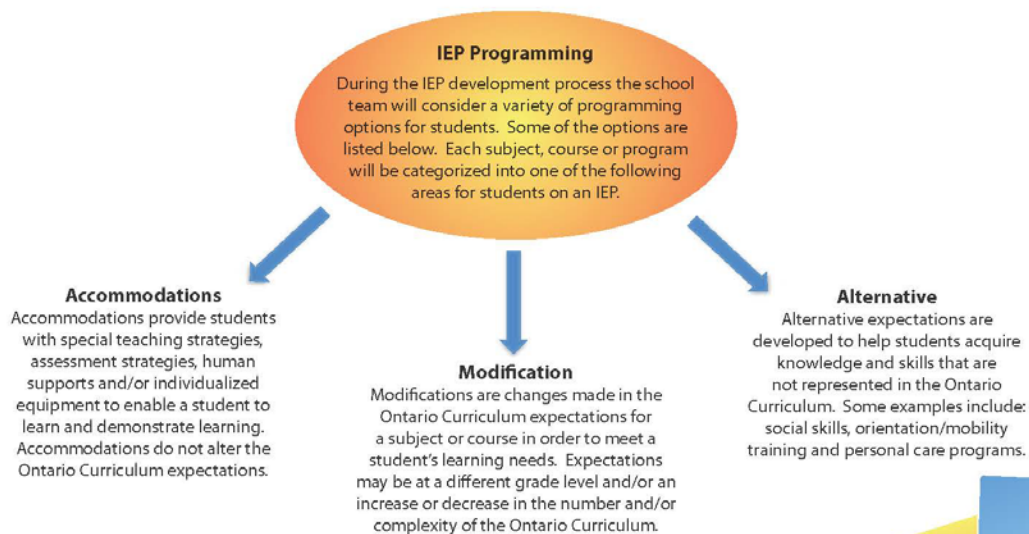 IEP Programming
During the IEP development process the school
team will consider a variety of programming
options for students. Some of the options are
listed below. Each subject, course or program
will be categorized into one of the following
areas for students on an IEP.
Accommodations
Accommodations provide students
with special teaching strategies,
assessment strategies, human
supports and/or individualized
equipment to enable a student to
learn and demonstrate learning.
Accommodations do not alter the
Ontario Curriculum expectations.
Modification
Modifications are changes made in the
Ontario Curriculum expectations for
a subject or course in order to meet a
student's learning needs. Expectations
may be at a different grade level and/or an
increase or decrease in the number and/or
complexity of the Ontario Curriculum.
Alternative
Alternative expectations are
developed to help students acquire
knowledge and skills that are
not represented in the Ontario
Curriculum. Some examples include:
social skills, orientation/mobility
training and personal care programs.